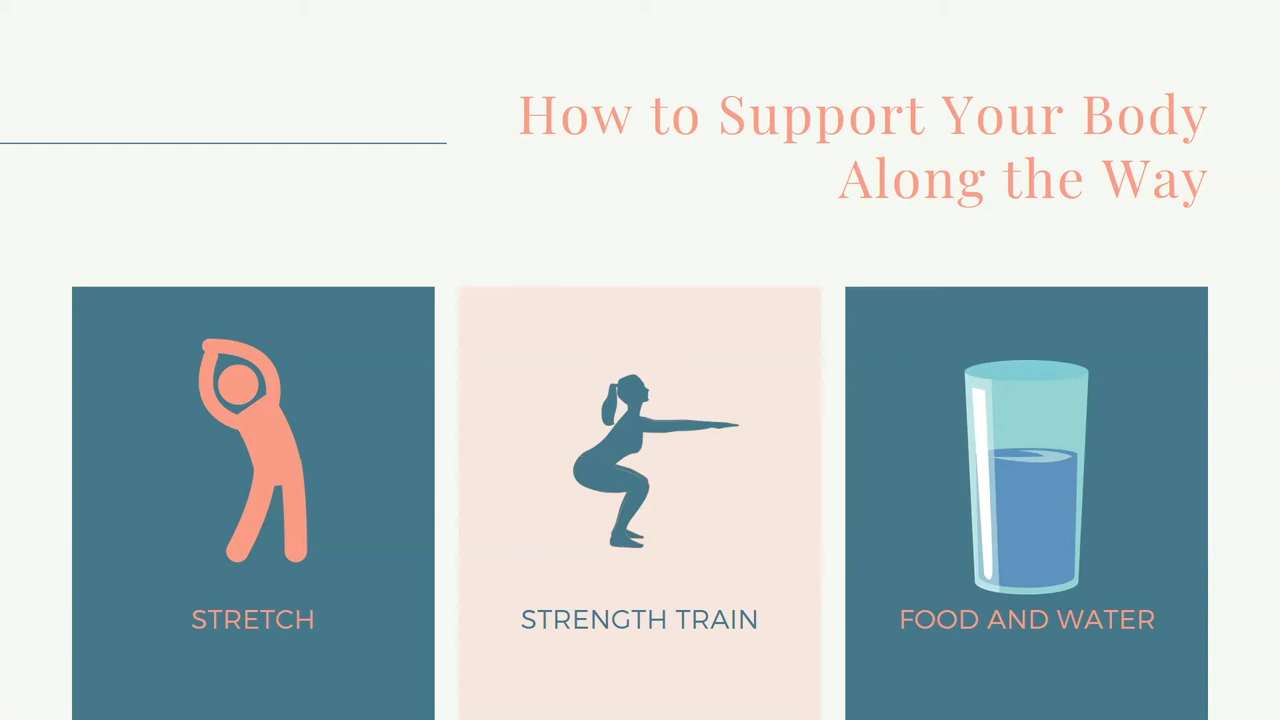 How to Support Your Body
Along the Way
STRETCH
STRENGTH TRAIN
FOOD AND WATER